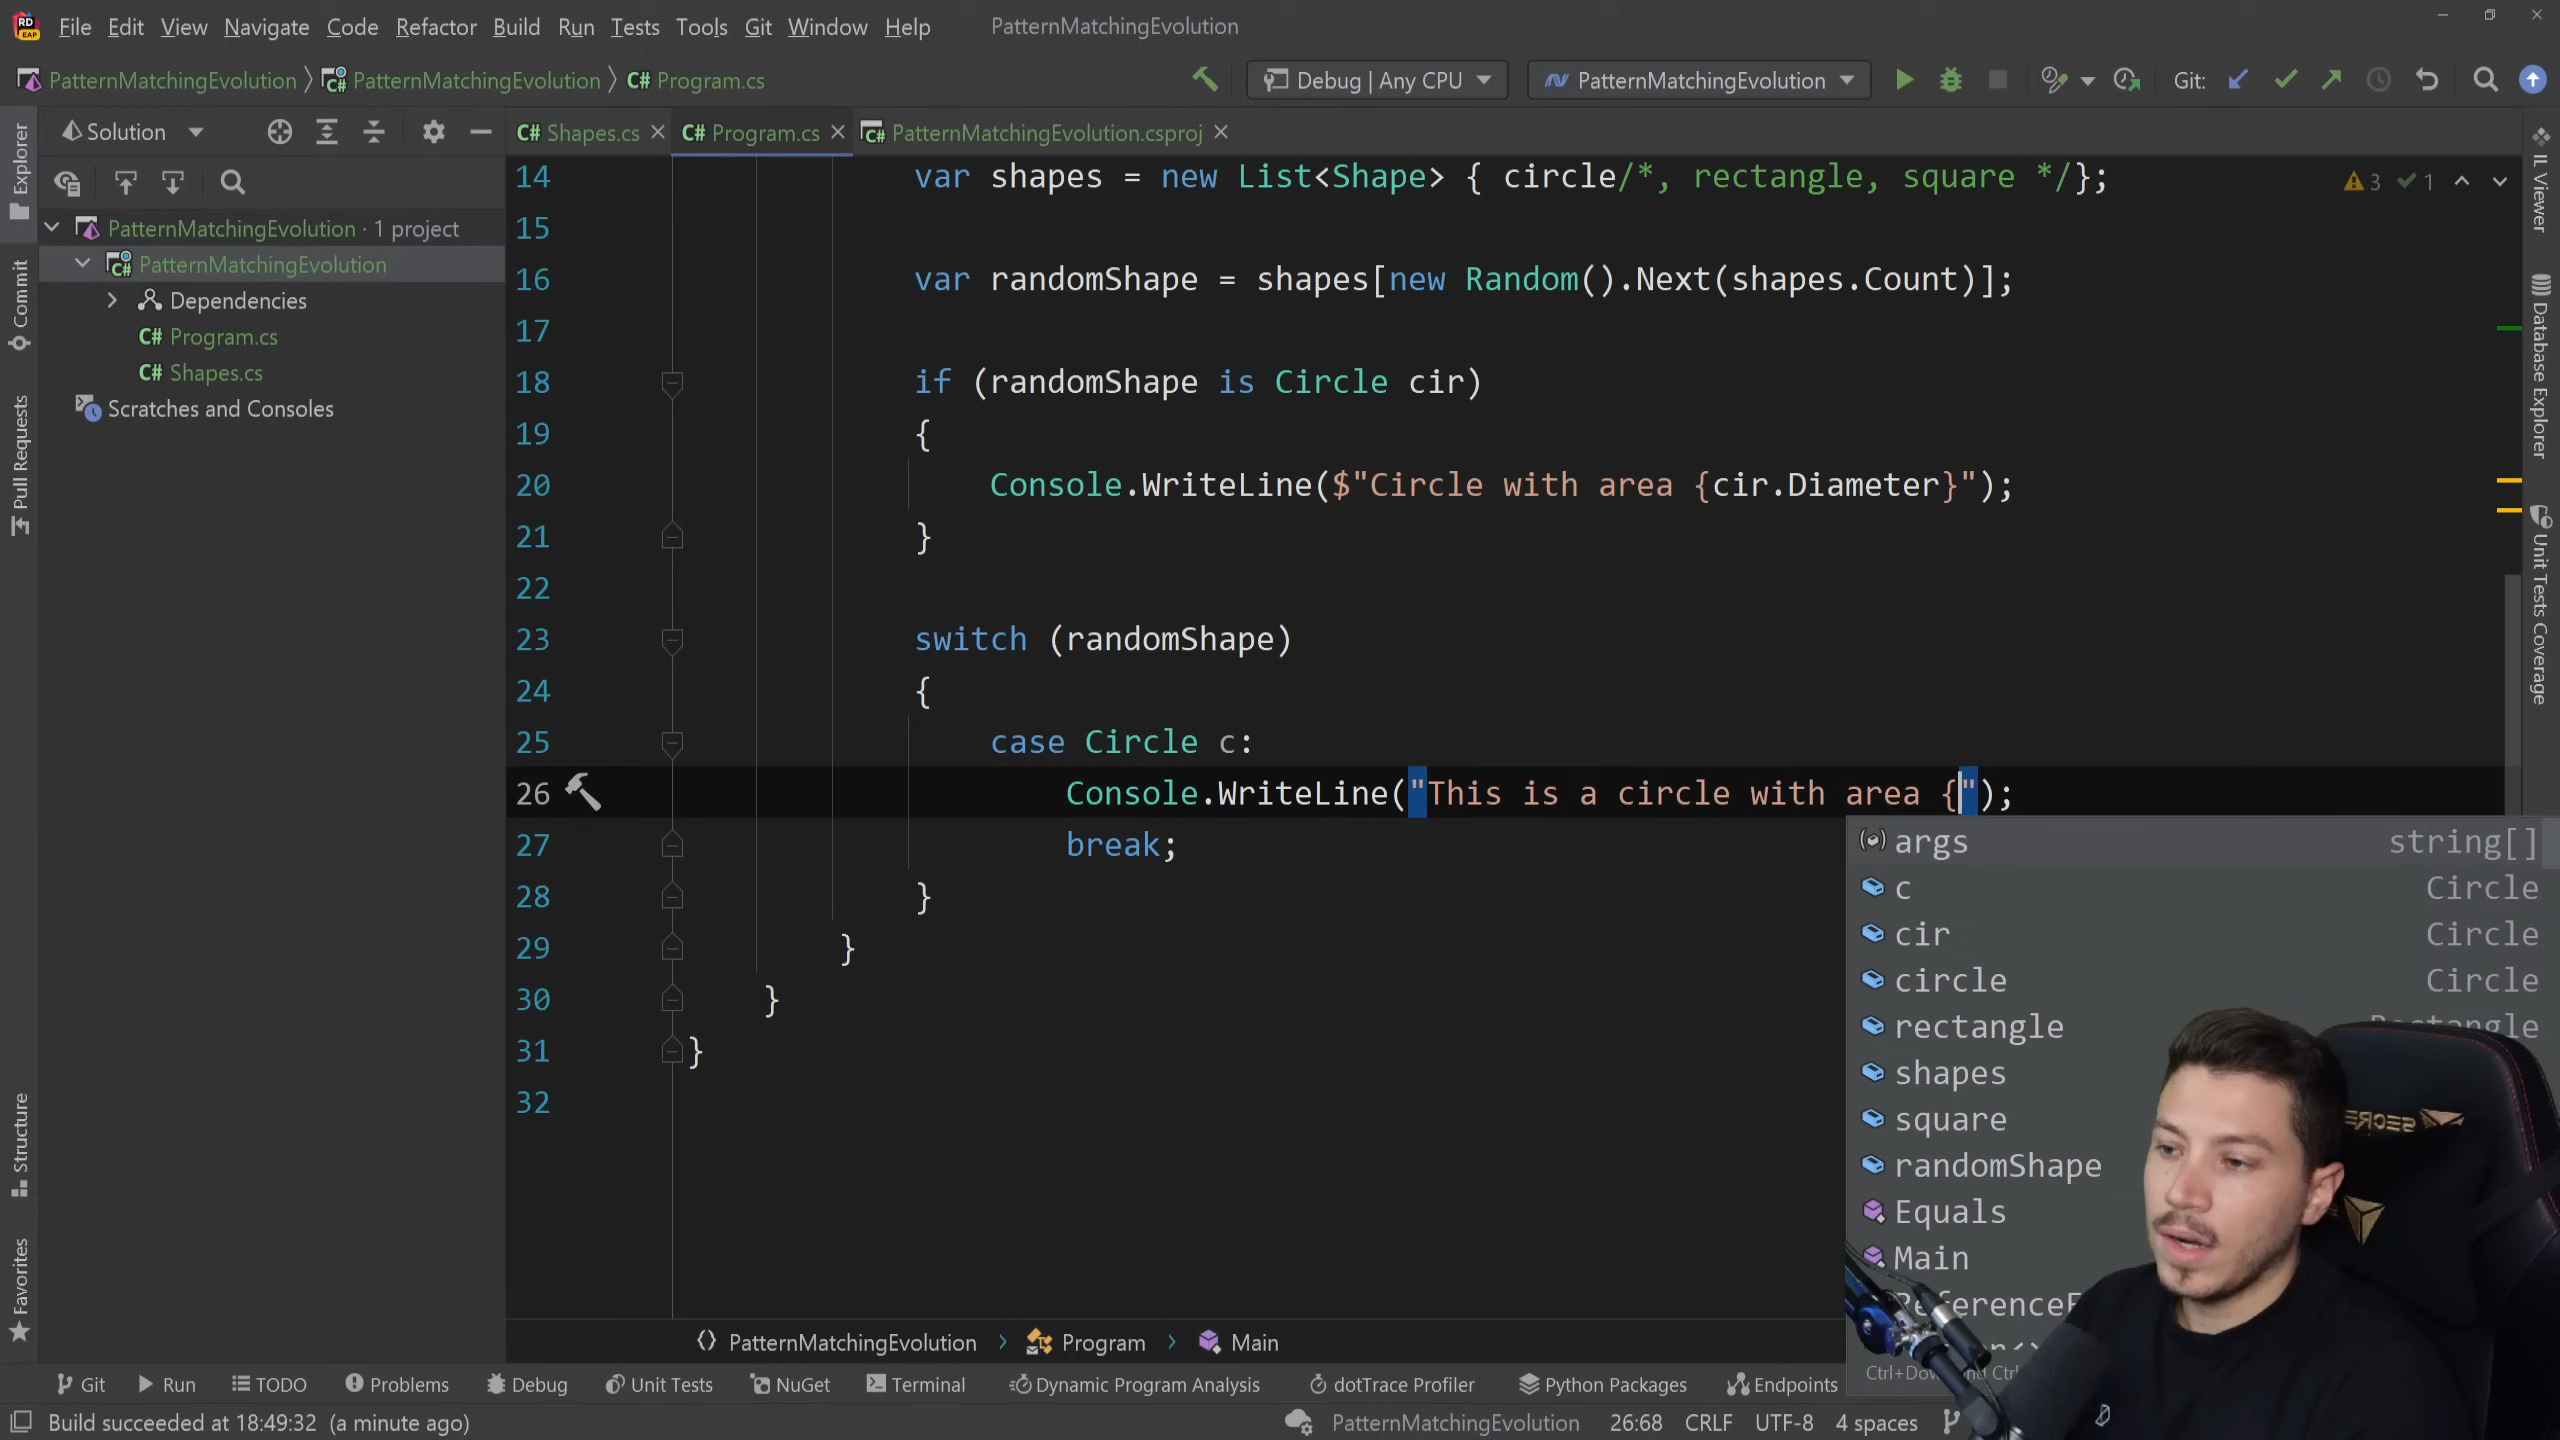 RD
EAP
File Edit View Navigate Code Refactor Build Run Tests Tools Git Window Help PatternMatchingEvolution
PatternMatchingEvolution PatternMatchingEvolution C# Program.cs Debug | Any CPU PatternMatchingEvolution Git:
Explorer
Commit
Pull Requests
Structure
Favorites
Solution
PatternMatchingEvolution · 1 project
PatternMatchingEvolution
Dependencies
C# Program.cs
C# Shapes.cs
Scratches and Consoles
C# Shapes.cs C# Program.cs PatternMatchingEvolution.csproj
3 1
14 var shapes = new List<Shape> { circle/*, rectangle, square */};
15
16 var randomShape = shapes[new Random().Next(shapes.Count)];
17
18 if (randomShape is Circle cir)
19 {
20 Console.WriteLine($"Circle with area {cir.Diameter}");
21 }
22
23 switch (randomShape)
24 {
25 case Circle c:
26 Console.WriteLine("This is a circle with area {");
27 break;
28 }
29 }
30 }
31 }
32
args string[]
c Circle
cir Circle
circle Circle
rectangle Rectangle
shapes
square
randomShape
Equals
Main
IL Viewer
Database Explorer
Unit Tests Coverage
PatternMatchingEvolution Program Main
Git Run TODO Problems Debug Unit Tests NuGet Terminal Dynamic Program Analysis dotTrace Profiler Python Packages Endpoints
Build succeeded at 18:49:32 (a minute ago) PatternMatchingEvolution 26:68 CRLF UTF-8 4 spaces